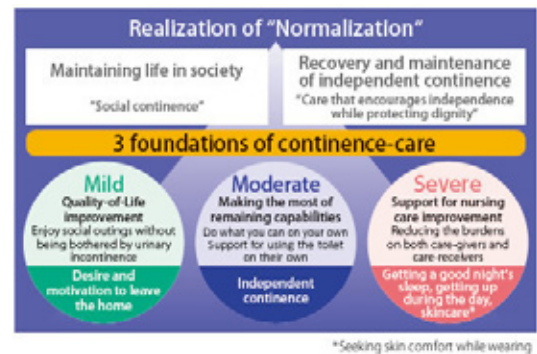 Realization of "Normalization"
Maintaining life in society
"Social continence"
Recovery and maintenance
of independent continence
"Care that encourages independence
while protecting dignity"
3 foundations of continence-care
Mild
Quality-of-Life
improvement
Enjoy social outings without
being bothered by urinary
incontinence
Desire and
motivation to leave
the home
Moderate
Making the most of
remaining capabilities
Do what you can on your own
Support for using the toilet
on their own
Independent
continence
Severe
Support for nursing
care improvement
Reducing the burdens
on both care-givers and
care-receivers
Getting a good night's
sleep, getting up
during the day,
skincare*
*Seeking skin comfort while wearing